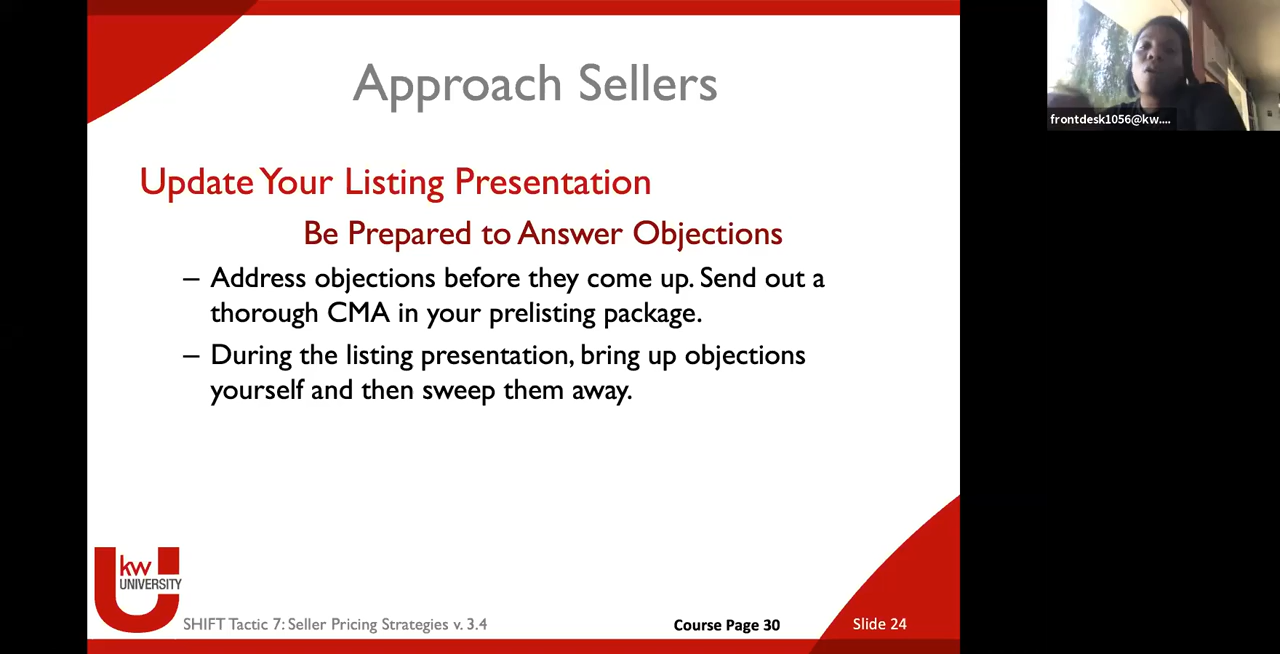 Approach Sellers
Update Your Listing Presentation
Be Prepared to Answer Objections
– Address objections before they come up. Send out a
thorough CMA in your prelisting package.
– During the listing presentation, bring up objections
yourself and then sweep them away.
kw
UNIVERSITY
SHIFT Tactic 7: Seller Pricing Strategies v. 3.4
Course Page 30
Slide 24
frontdesk1056@kw....